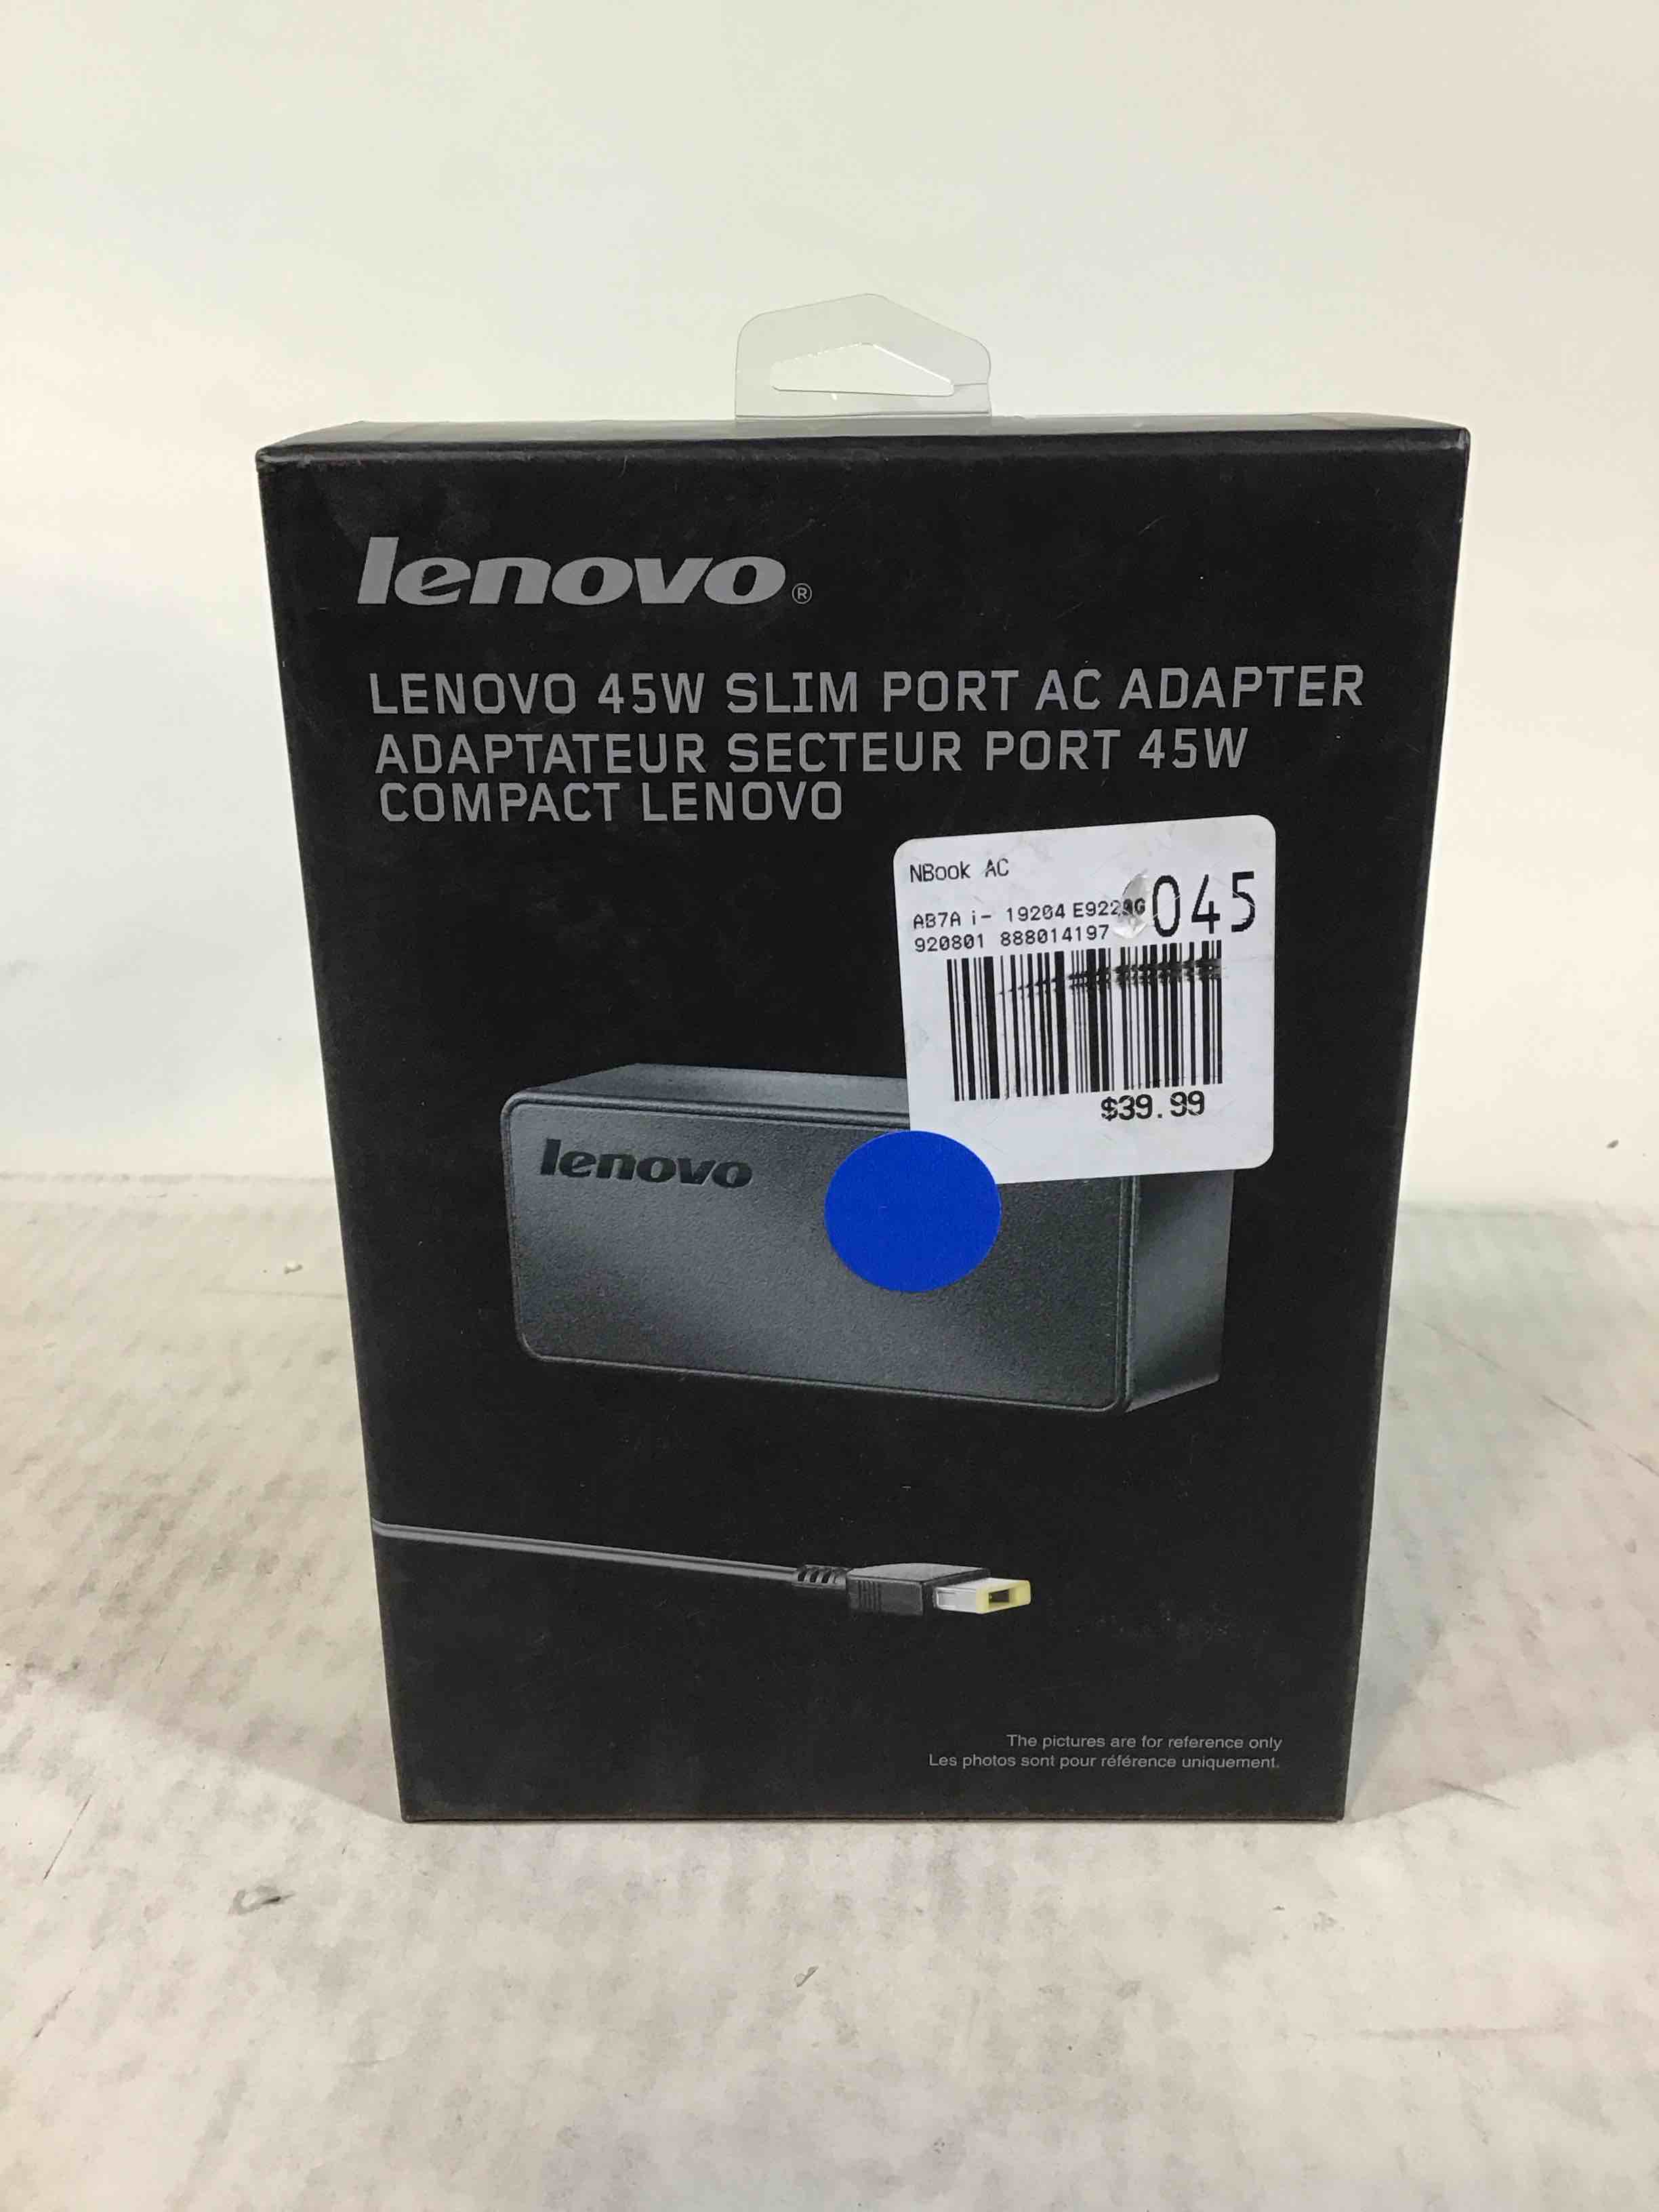 lenovo®
LENOVO 45W SLIM PORT AC ADAPTER
ADAPTATEUR SECTEUR PORT 45W
COMPACT LENOVO
NBook AC
045
AB7A i- 19204
920801 888014197
$39.99
lenovo
The pictures are for reference only
Les photos sont pour référence uniquement.